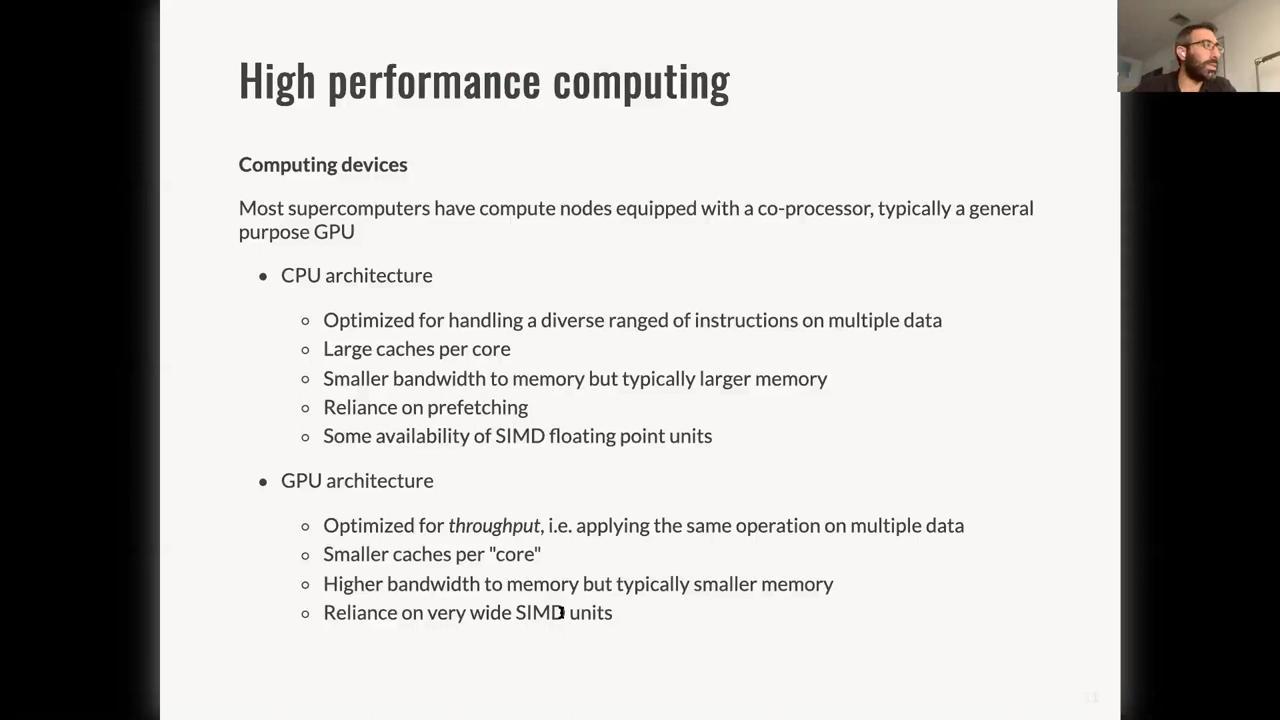 High performance computing
Computing devices
Most supercomputers have compute nodes equipped with a co-processor, typically a general
purpose GPU
• CPU architecture
◦ Optimized for handling a diverse ranged of instructions on multiple data
◦ Large caches per core
◦ Smaller bandwidth to memory but typically larger memory
◦ Reliance on prefetching
◦ Some availability of SIMD floating point units
• GPU architecture
◦ Optimized for throughput, i.e. applying the same operation on multiple data
◦ Smaller caches per "core"
◦ Higher bandwidth to memory but typically smaller memory
◦ Reliance on very wide SIMD units
11